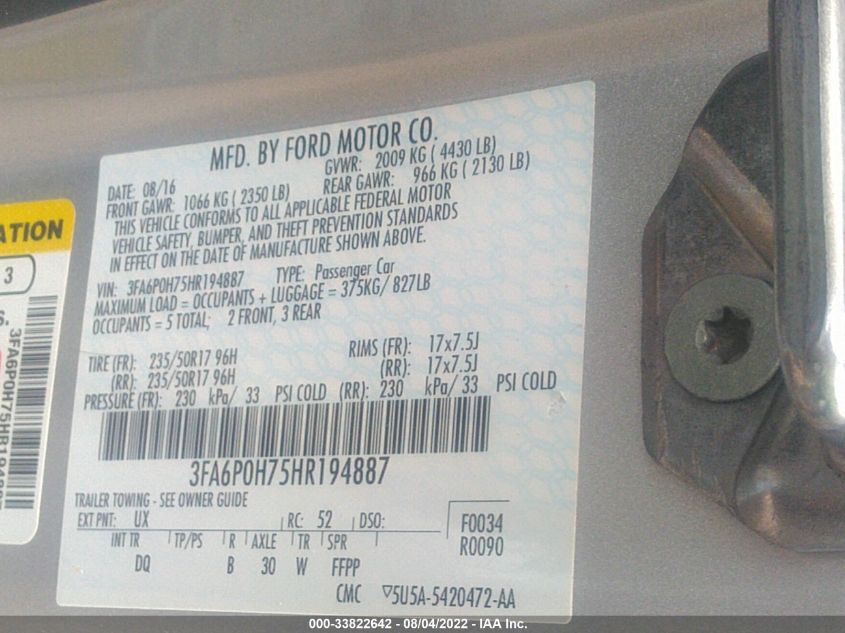 MFD. BY FORD MOTOR CO.
DATE: 08/16 GVWR: 2009 KG ( 4430 LB)
FRONT GAWR: 1066 KG ( 2350 LB) REAR GAWR: 966 KG ( 2130 LB)
THIS VEHICLE CONFORMS TO ALL APPLICABLE FEDERAL MOTOR
VEHICLE SAFETY, BUMPER, AND THEFT PREVENTION STANDARDS
IN EFFECT ON THE DATE OF MANUFACTURE SHOWN ABOVE.
VIN: 3FA6P0H75HR194887 TYPE: Passenger Car
MAXIMUM LOAD = OCCUPANTS + LUGGAGE = 375KG/ 827LB
OCCUPANTS = 5 TOTAL; 2 FRONT, 3 REAR
TIRE (FR): 235/50R17 96H RIMS (FR): 17x7.5J
(RR): 235/50R17 96H (RR): 17x7.5J
PRESSURE (FR): 230 kPa/ 33 PSI COLD (RR): 230 kPa/ 33 PSI COLD
3FA6P0H75HR194887
TRAILER TOWING - SEE OWNER GUIDE
EXT PNT: UX RC: 52 DSO: F0034
INT TR TP/PS R AXLE TR SPR R0090
DQ B 30 W FFPP
CMC ▽5U5A-5420472-AA
ATION
3
3FA6P0H75HR194887
000-33822642 - 08/04/2022 - IAA Inc.